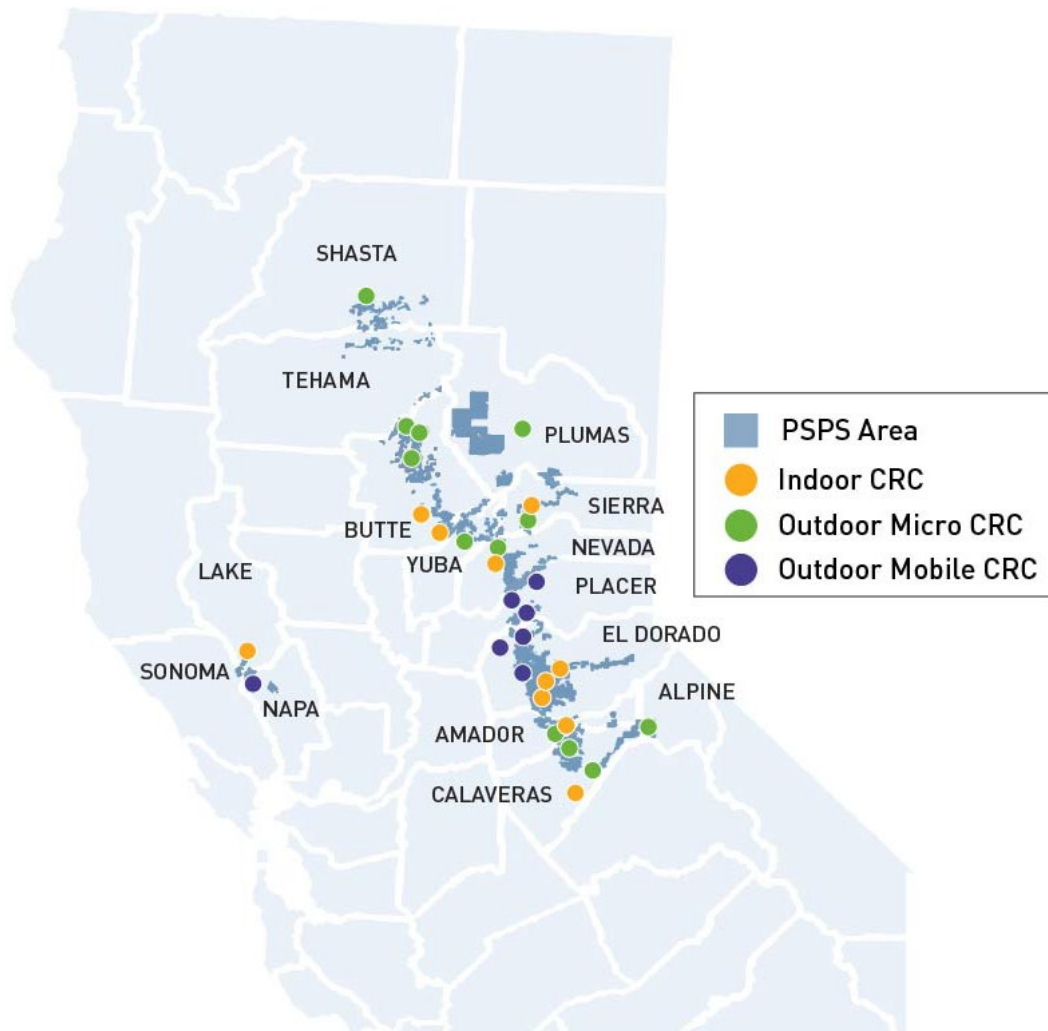 SHASTA
TEHAMA
PLUMAS
PSPS Area
Indoor CRC
Outdoor Micro CRC
Outdoor Mobile CRC
SIERRA
BUTTE
NEVADA
YUBA
LAKE
PLACER
EL DORADO
SONOMA
ALPINE
NAPA
AMADOR
CALAVERAS